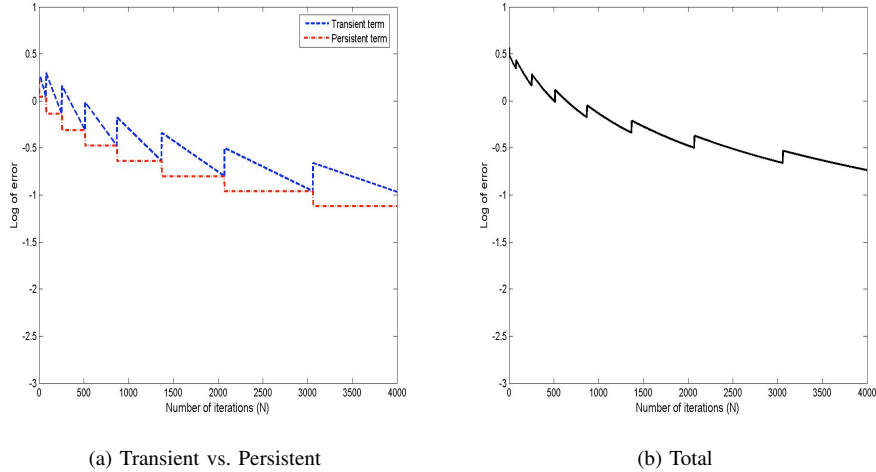 Transient term
Persistent term
1
0.5
0
-0.5
-1
-1.5
-2
-2.5
-3
Log of error
0 500 1000 1500 2000 2500 3000 3500 4000
Number of iterations (N)
(a) Transient vs. Persistent
1
0.5
0
-0.5
-1
-1.5
-2
-2.5
-3
Log of error
0 500 1000 1500 2000 2500 3000 3500 4000
Number of iterations (N)
(b) Total